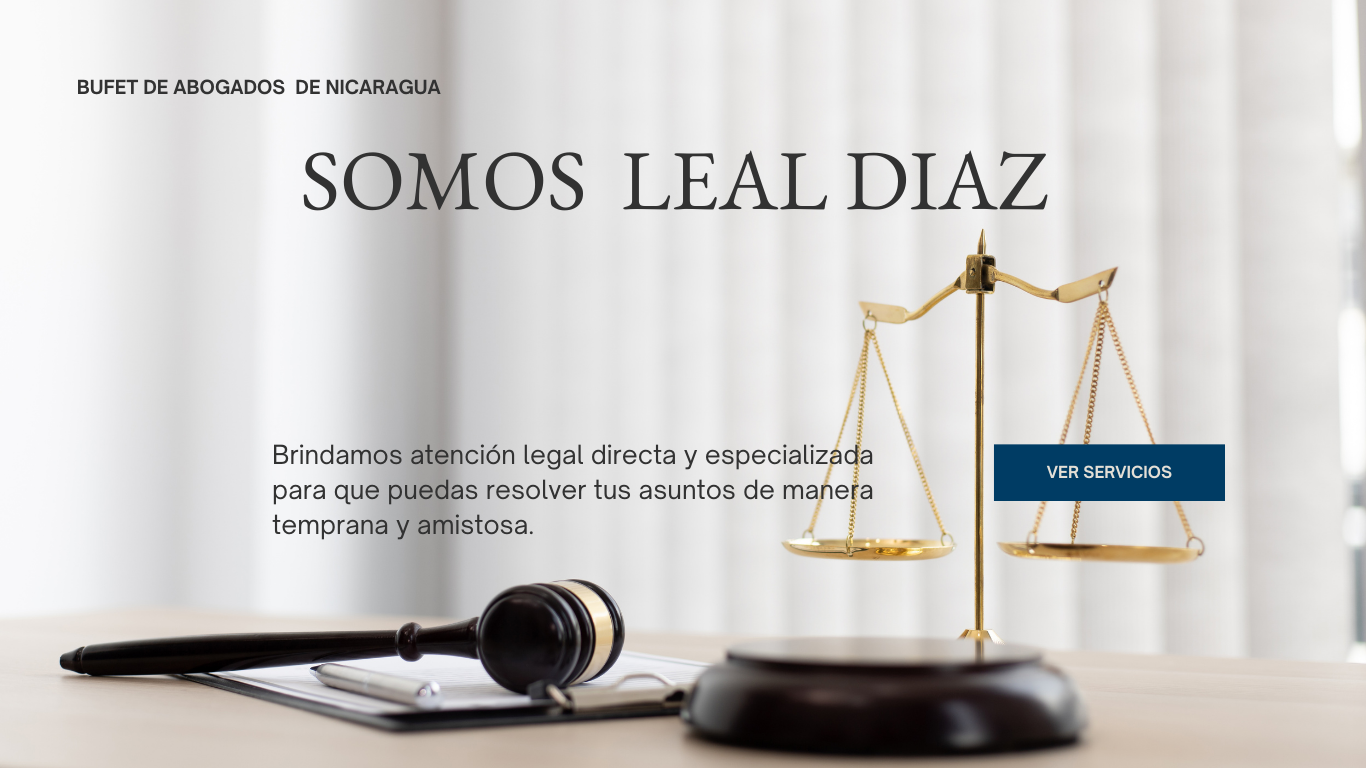 BUFET DE ABOGADOS  DE NICARAGUA
SOMOS  LEAL DIAZ
Brindamos atención legal directa y especializada
para que puedas resolver tus asuntos de manera
temprana y amistosa.
VER SERVICIOS